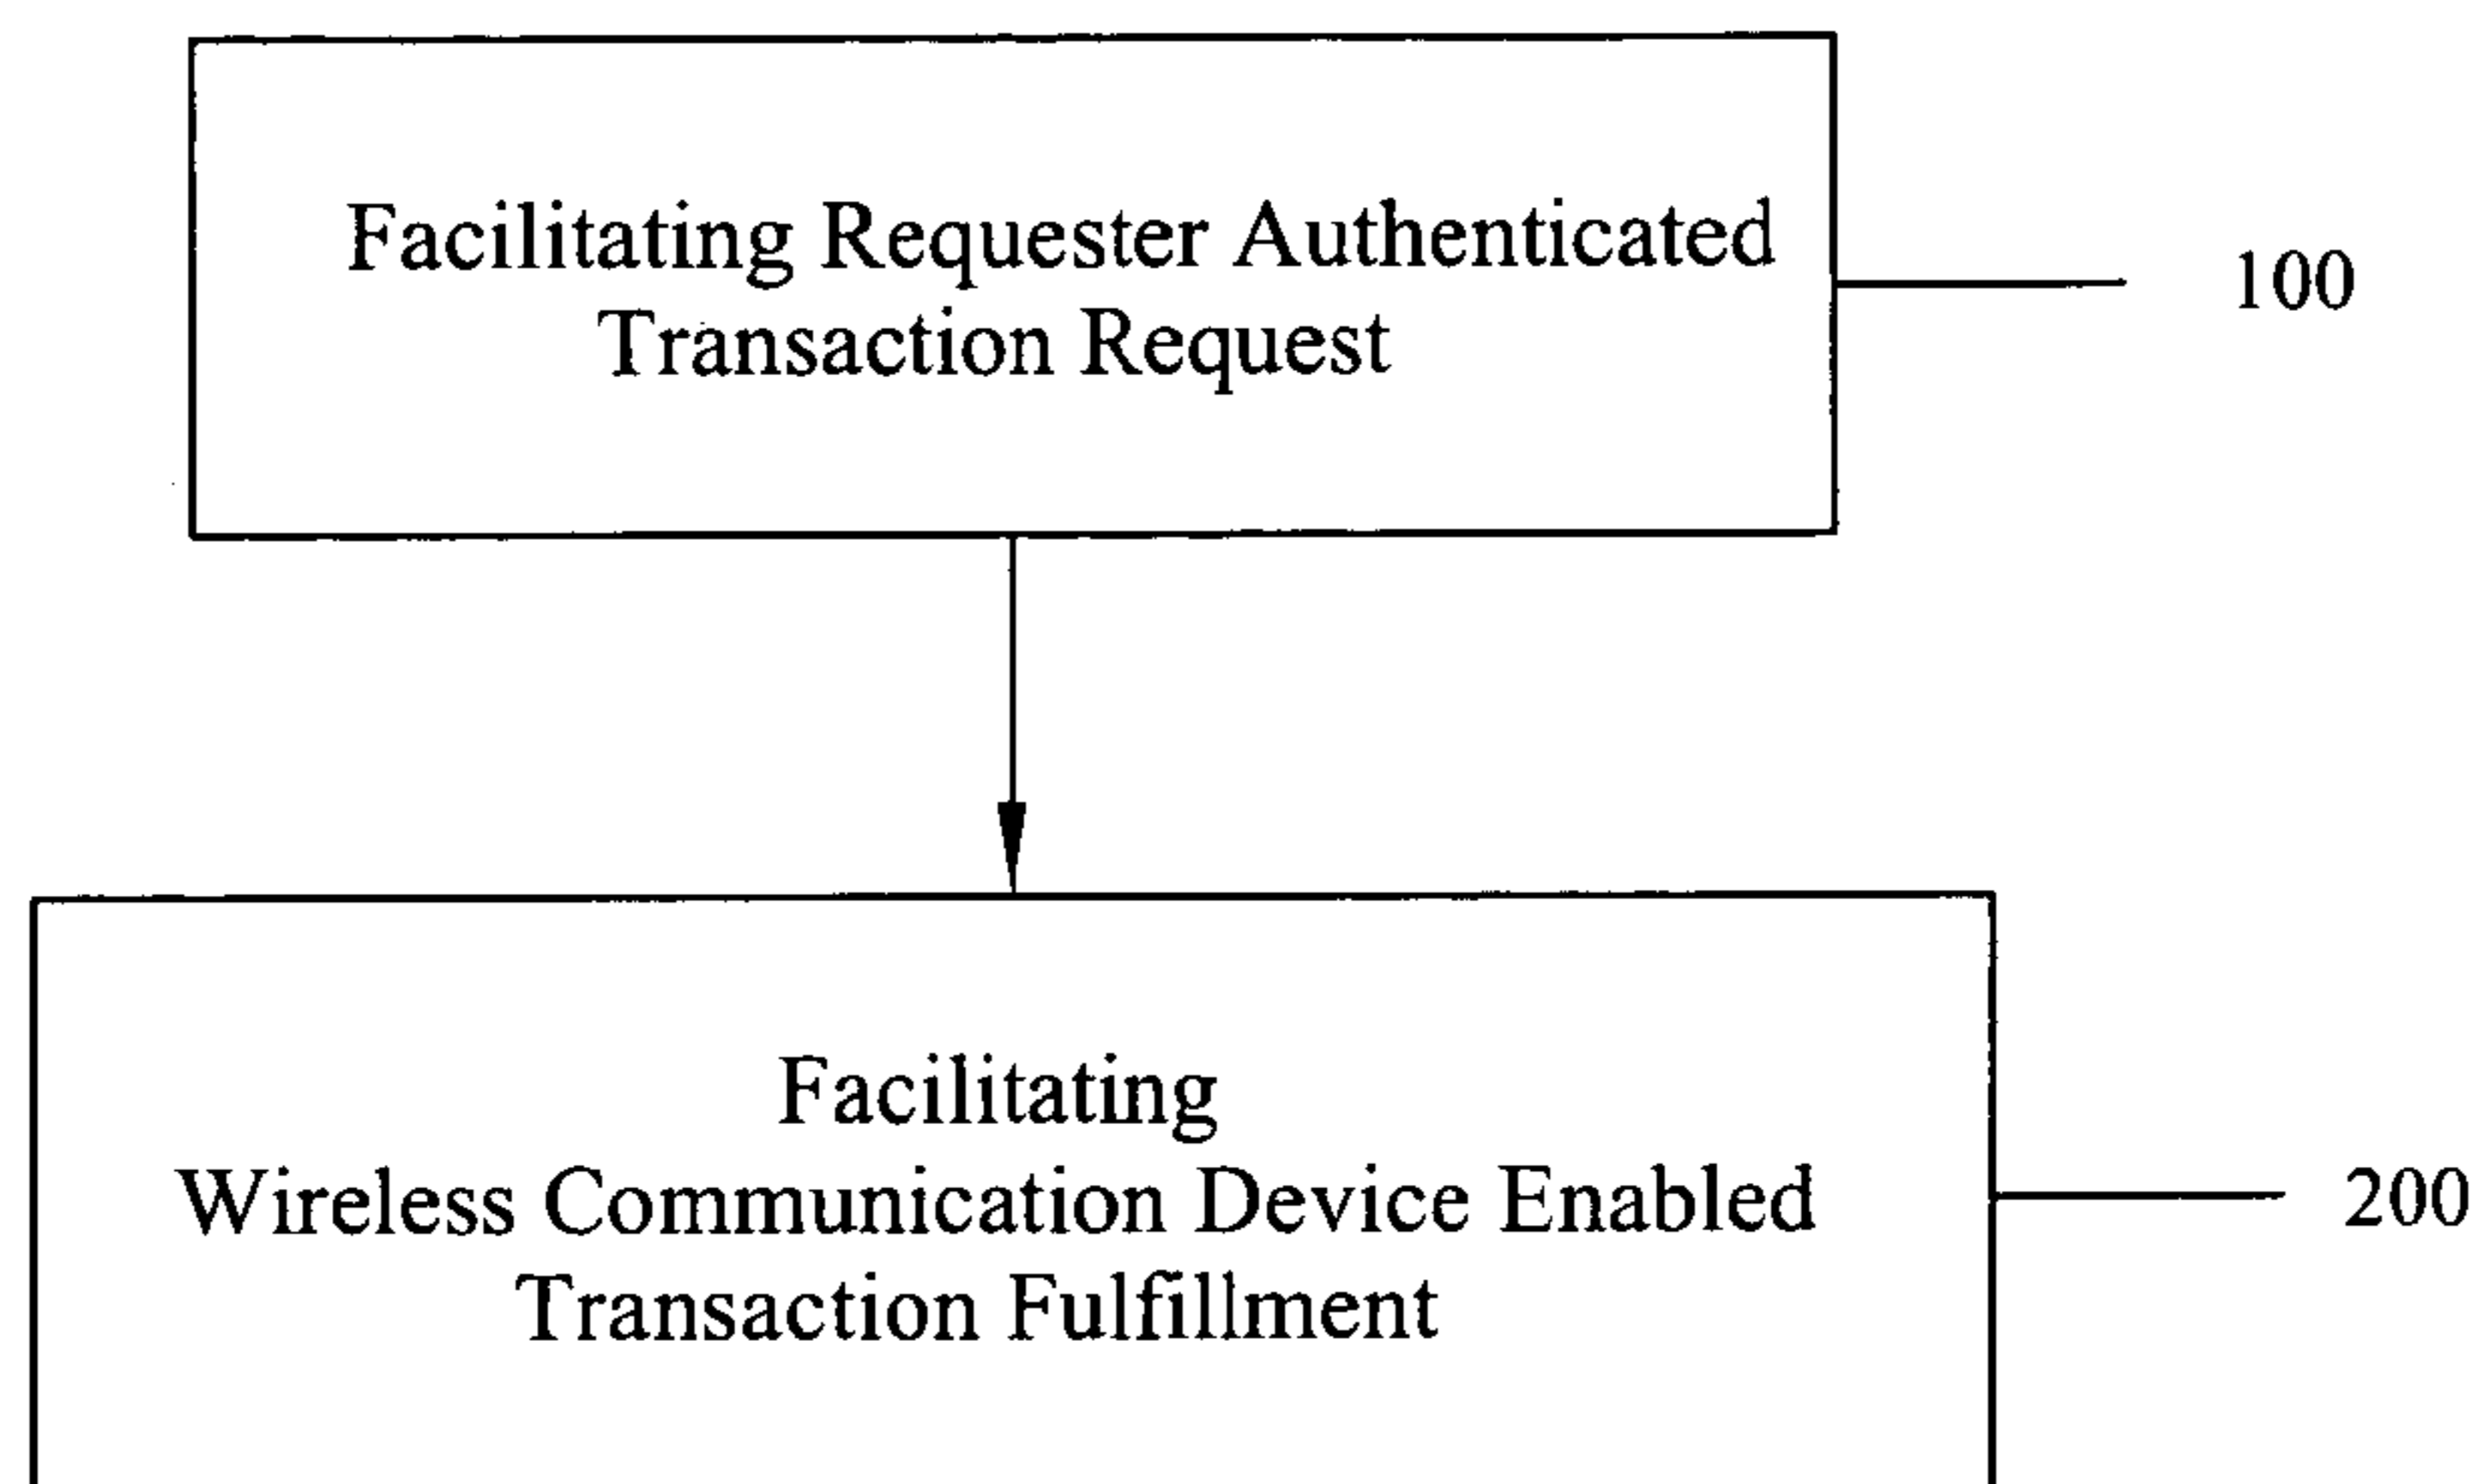 Facilitating Requester Authenticated
Transaction Request
100
Facilitating
Wireless Communication Device Enabled
Transaction Fulfillment
200